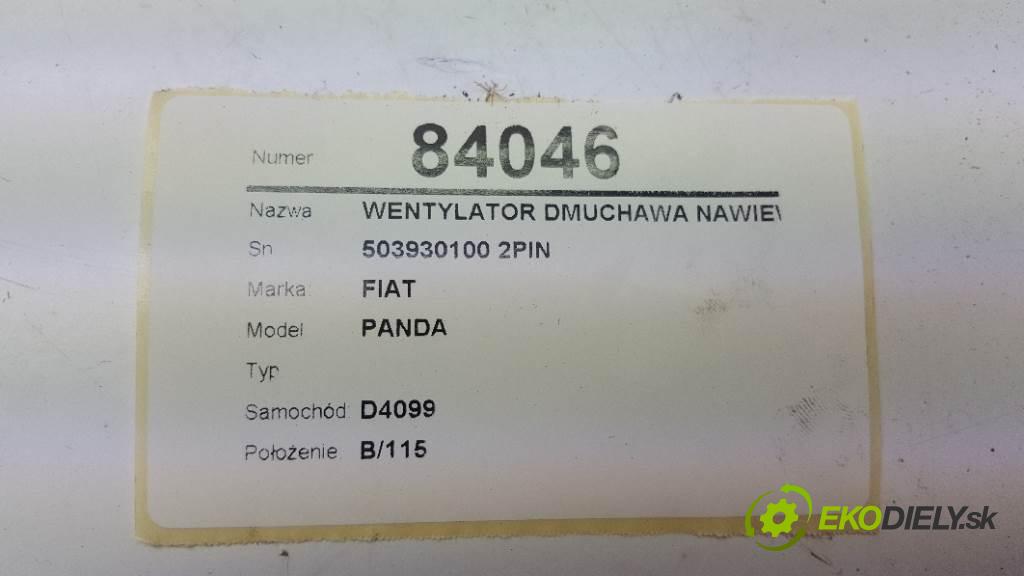 Numer 84046
Nazwa WENTYLATOR DMUCHAWA NAWIEW
Sn 503930100 2PIN
Marka FIAT
Model PANDA
Typ
Samochód D4099
Położenie B/115
EKODIELY.sk